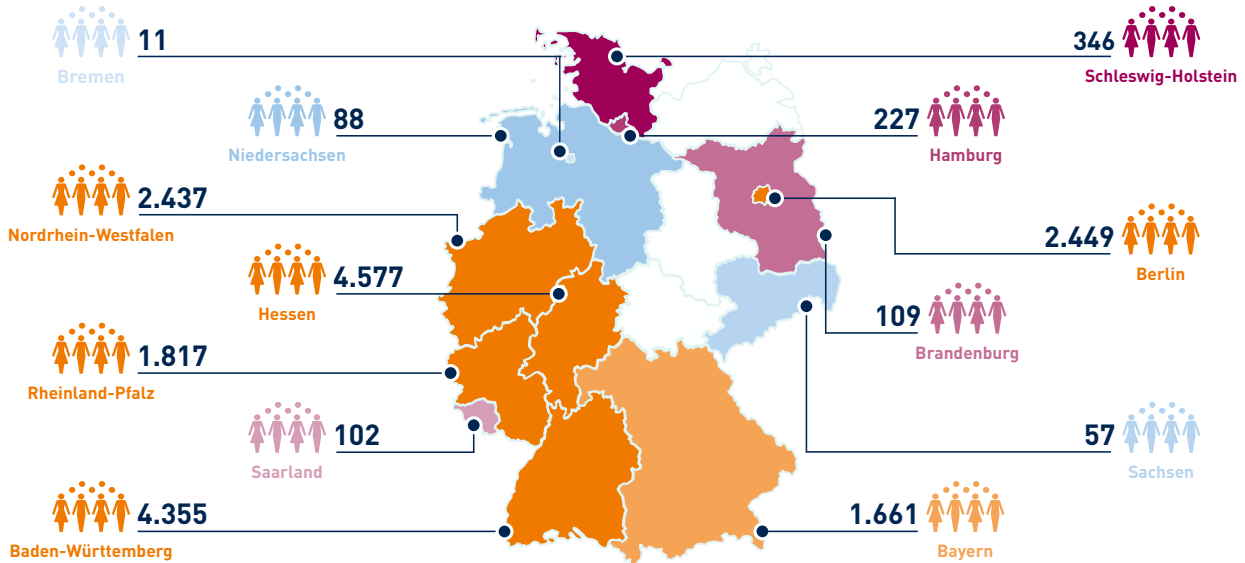 11
Bremen
346
Schleswig-Holstein
88
Niedersachsen
227
Hamburg
2.437
Nordrhein-Westfalen
2.449
Berlin
4.577
Hessen
109
Brandenburg
1.817
Rheinland-Pfalz
102
Saarland
57
Sachsen
4.355
Baden-Württemberg
1.661
Bayern